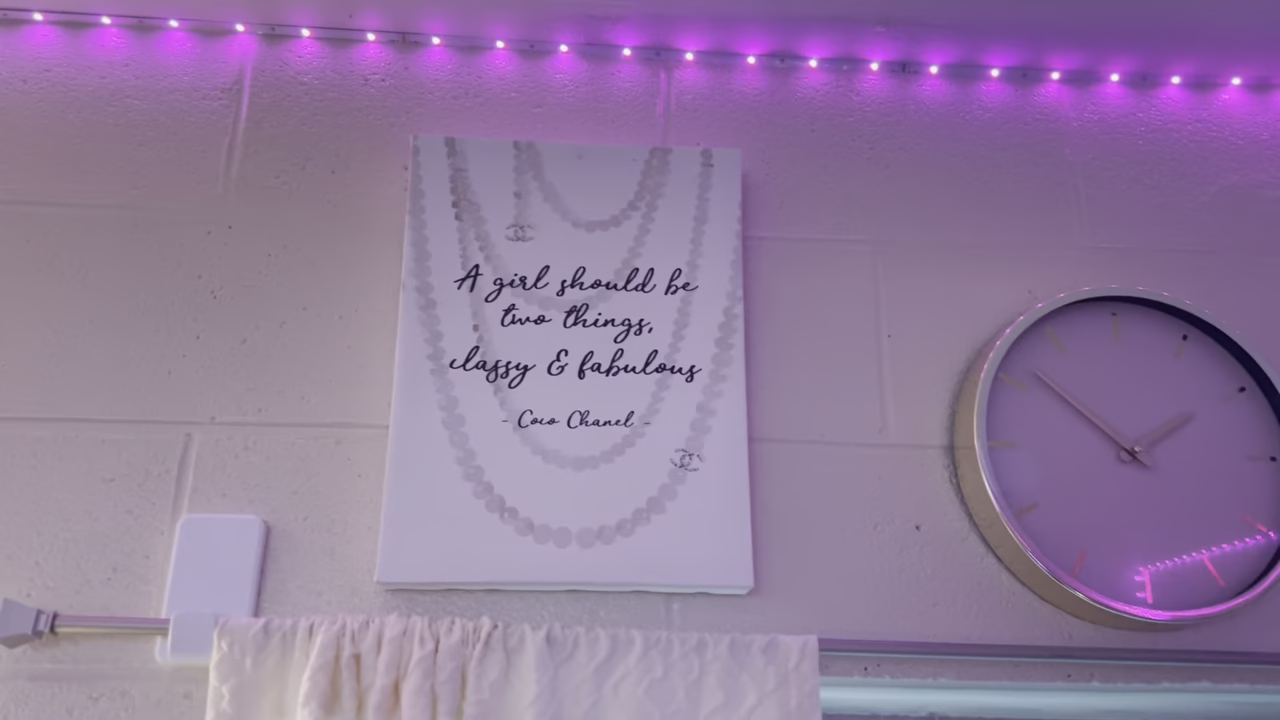 A girl should be
two things,
classy & fabulous
- Coco Chanel -